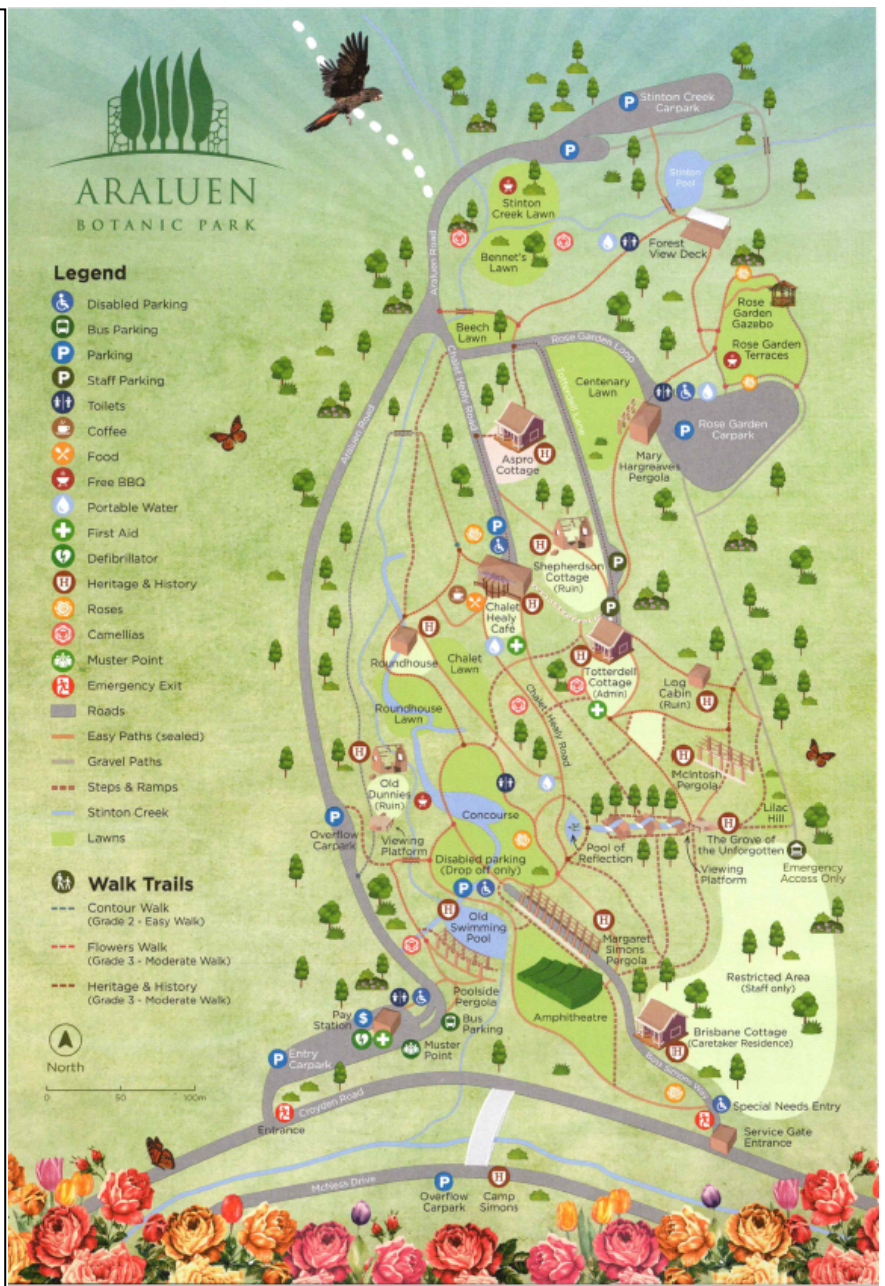 ARALUEN
BOTANIC PARK
Legend
Disabled Parking
Bus Parking
Parking
Staff Parking
Toilets
Coffee
Food
Free BBQ
Portable Water
First Aid
Defibrillator
Heritage & History
Roses
Camellias
Muster Point
Emergency Exit
Roads
Easy Paths (sealed)
Gravel Paths
Steps & Ramps
Stinton Creek
Lawns
Walk Trails
Contour Walk
(Grade 2 - Easy Walk)
Flowers Walk
(Grade 3 - Moderate Walk)
Heritage & History
(Grade 3 - Moderate Walk)
North
0 50 100m
P
Stinton Creek
Carpark
P
Stinton
Pool
Stinton
Creek Lawn
Bennet's
Lawn
Forest
View Deck
Araluen Road
Beech
Lawn
Rose Garden Loop
Rose
Garden
Gazebo
Rose Garden
Terraces
P
Rose Garden
Carpark
Centenary
Lawn
Mary
Hargreaves
Pergola
Chalet Healy Road
Totterdell Lane
Araluen Road
Aspro
Cottage
H
P
H
Shepherdson
Cottage
(Ruin)
P
P
Chalet
Healy
Café
H
H
Roundhouse
Chalet
Lawn
H
Totterdell
Cottage
(Admin)
Log
Cabin
(Ruin)
H
Roundhouse
Lawn
Chalet Healy Road
H
McIntosh
Pergola
H
Old
Dunnies
(Ruin)
Concourse
Lilac
Hill
P
Overflow
Carpark
Viewing
Platform
Pool of
Reflection
H
The Grove of
the Unforgotten
Viewing
Platform
Emergency
Access Only
Disabled parking
(Drop off only)
P
H
Old
Swimming
Pool
H
Margaret
Simons
Pergola
Restricted Area
(Staff only)
Poolside
Pergola
Amphitheatre
Pay
Station
$
Bus
Parking
Muster
Point
Brisbane Cottage
(Caretaker Residence)
H
P
Entry
Carpark
Boss Simons Way
Special Needs Entry
Croyden Road
Entrance
Service Gate
Entrance
McNess Drive
P
Overflow
Carpark
H
Camp
Simons